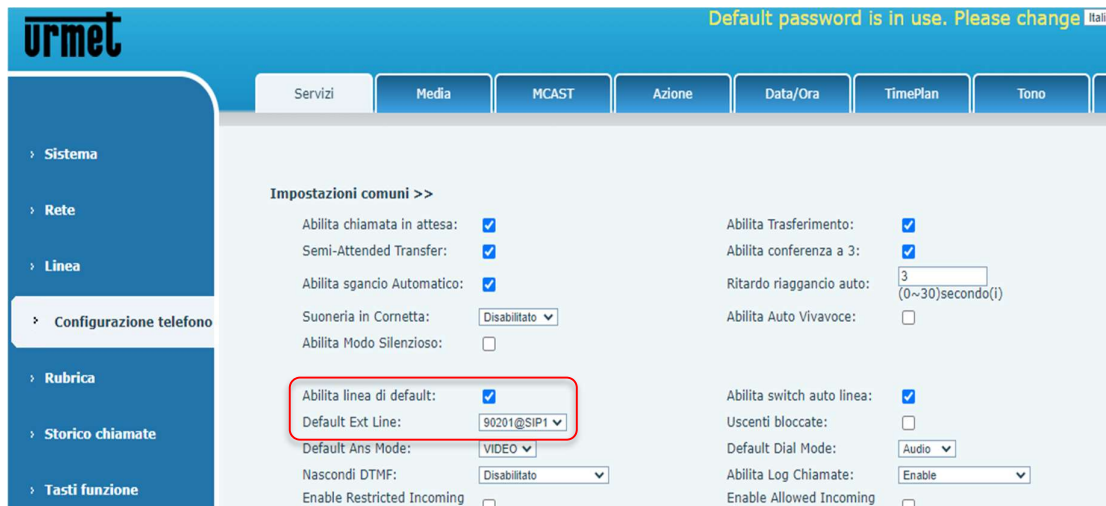 urmet
Default password is in use. Please change Itali
Servizi Media MCAST Azione Data/Ora TimePlan Tono
› Sistema
› Rete
› Linea
› Configurazione telefono
› Rubrica
› Storico chiamate
› Tasti funzione
Impostazioni comuni >>
Abilita chiamata in attesa: Abilita Trasferimento:
Semi-Attended Transfer: Abilita conferenza a 3:
Abilita sgancio Automatico: Ritardo riaggancio auto: 3
(0~30)secondo(i)
Suoneria in Cornetta: Disabilitato Abilita Auto Vivavoce:
Abilita Modo Silenzioso:
Abilita linea di default: Abilita switch auto linea:
Default Ext Line: 90201@SIP1 Uscenti bloccate:
Default Ans Mode: VIDEO Default Dial Mode: Audio
Nascondi DTMF: Disabilitato Abilita Log Chiamate: Enable
Enable Restricted Incoming Enable Allowed Incoming